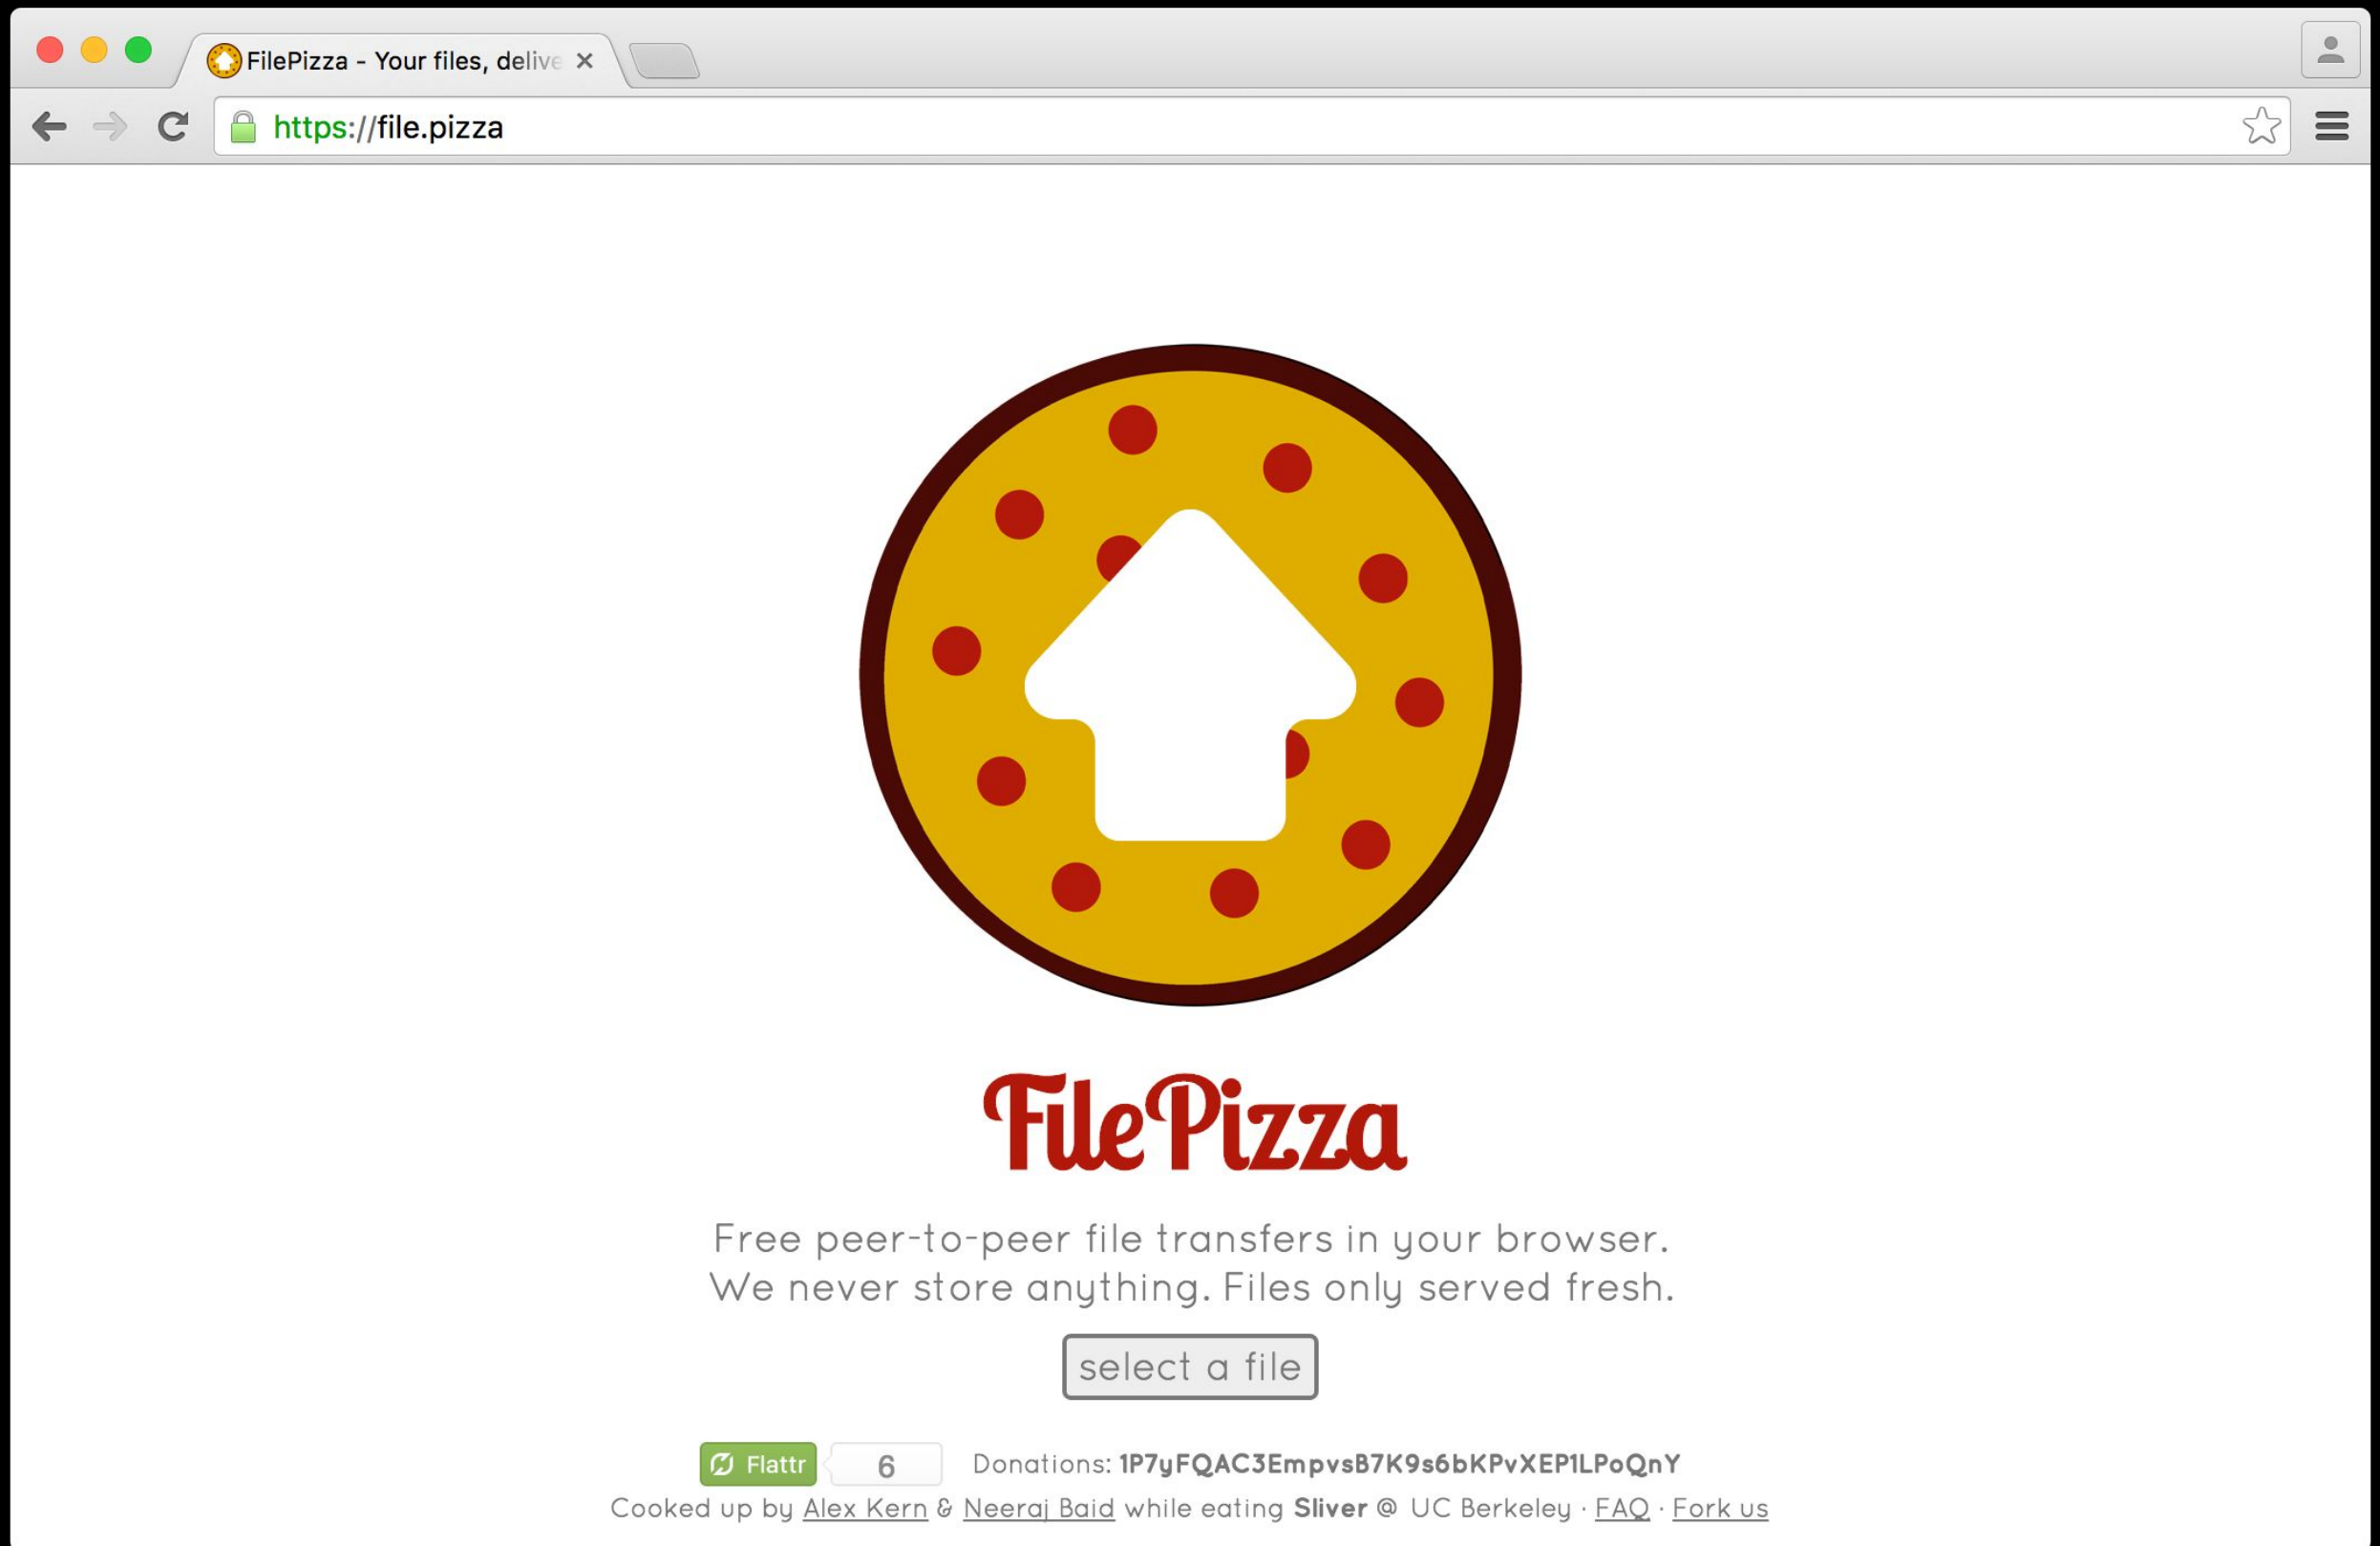 FilePizza - Your files, delive
https://file.pizza
FilePizza
Free peer-to-peer file transfers in your browser.
We never store anything. Files only served fresh.
select a file
Flattr 6 Donations: 1P7yFQAC3EmpvsB7K9s6bKPvXEP1LPoQnY
Cooked up by Alex Kern & Neeraj Baid while eating Sliver @ UC Berkeley · FAQ · Fork us